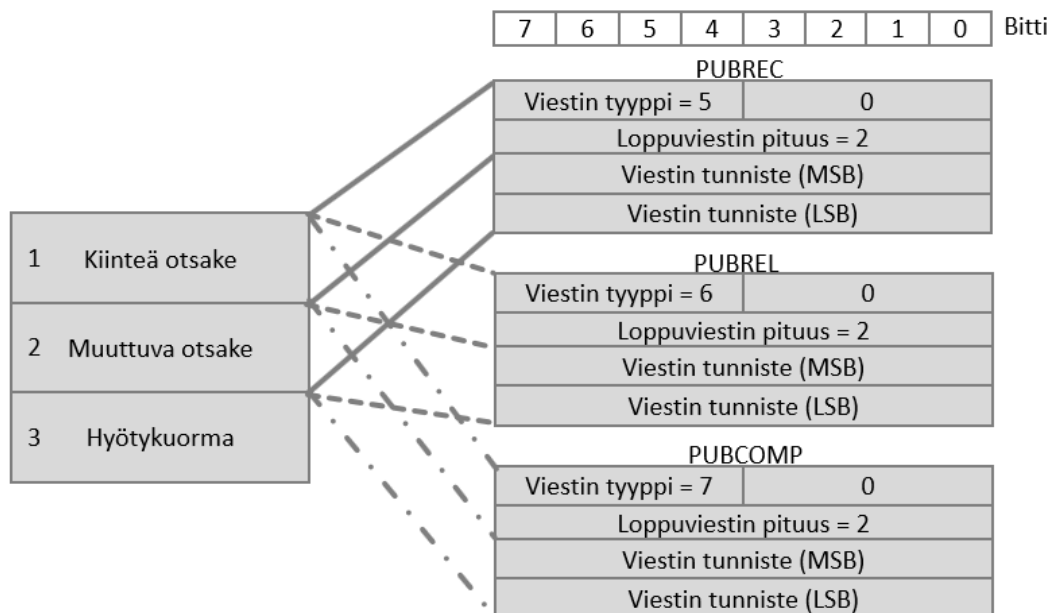 7 6 5 4 3 2 1 0 Bitti
PUBREC
Viestin tyyppi = 5 0
Loppuviestin pituus = 2
Viestin tunniste (MSB)
Viestin tunniste (LSB)
1 Kiinteä otsake
2 Muuttuva otsake
3 Hyötykuorma
PUBREL
Viestin tyyppi = 6 0
Loppuviestin pituus = 2
Viestin tunniste (MSB)
Viestin tunniste (LSB)
PUBCOMP
Viestin tyyppi = 7 0
Loppuviestin pituus = 2
Viestin tunniste (MSB)
Viestin tunniste (LSB)